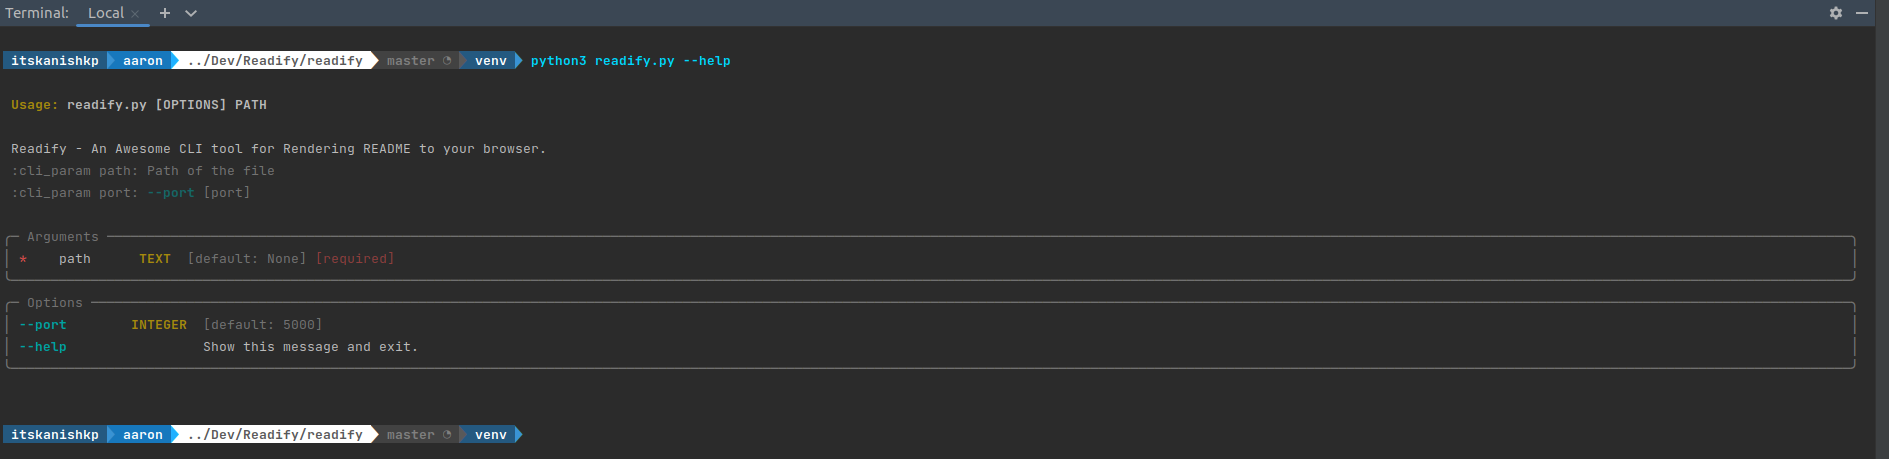 Terminal: Local × +
itskanishkp aaron ../Dev/Readify/readify master venv python3 readify.py --help
Usage: readify.py [OPTIONS] PATH
Readify - An Awesome CLI tool for Rendering README to your browser.
:cli_param path: Path of the file
:cli_param port: --port [port]
Arguments
* path TEXT [default: None] [required]
Options
--port INTEGER [default: 5000]
--help Show this message and exit.
itskanishkp aaron ../Dev/Readify/readify master venv